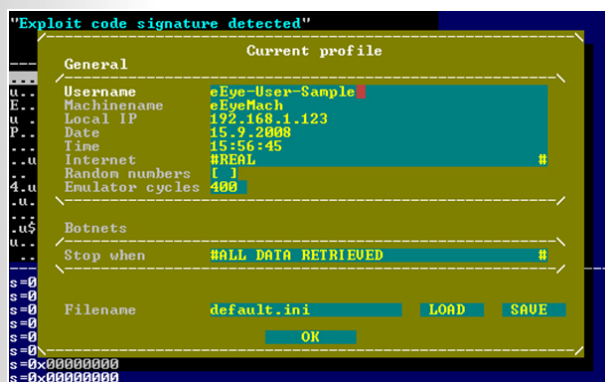 "Exploit code signature detected"
Current profile
General
Username eEye-User-Sample
Machinename eEyeMach
Local IP 192.168.1.123
Date 15.9.2008
Time 15:56:45
Internet #REAL #
Random numbers [ ]
Emulator cycles 400
Botnets
Stop when #ALL DATA RETRIEVED #
Filename default.ini LOAD SAVE
OK
s=0x00000000
s=0x00000000